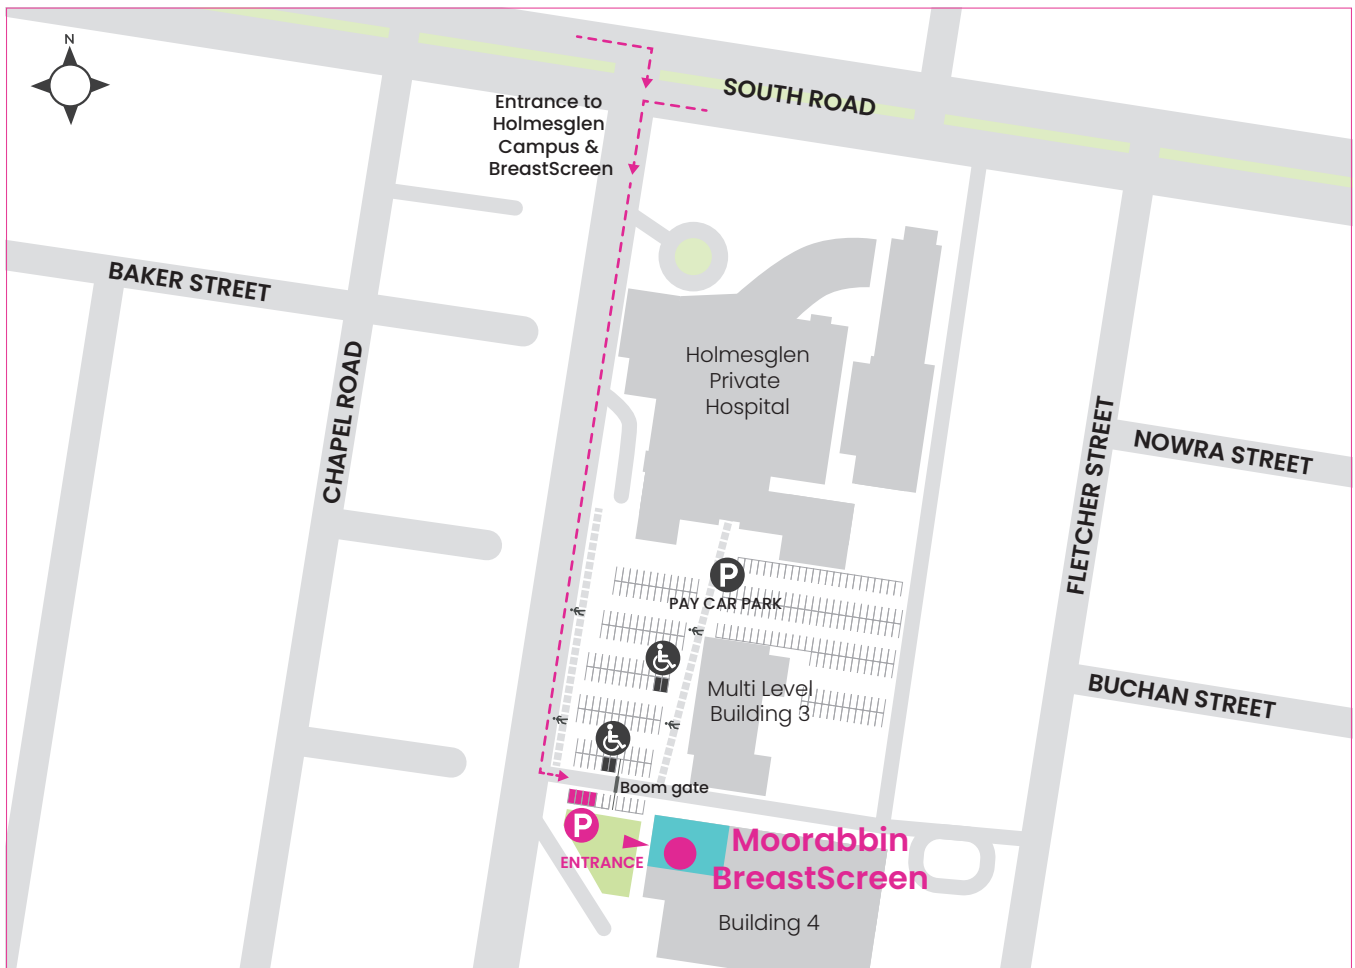 N
SOUTH ROAD
Entrance to
Holmesglen
Campus &
BreastScreen
BAKER STREET
CHAPEL ROAD
Holmesglen
Private
Hospital
FLETCHER STREET
NOWRA STREET
P
PAY CAR PARK
Multi Level
Building 3
BUCHAN STREET
Boom gate
P
ENTRANCE
Moorabbin
BreastScreen
Building 4